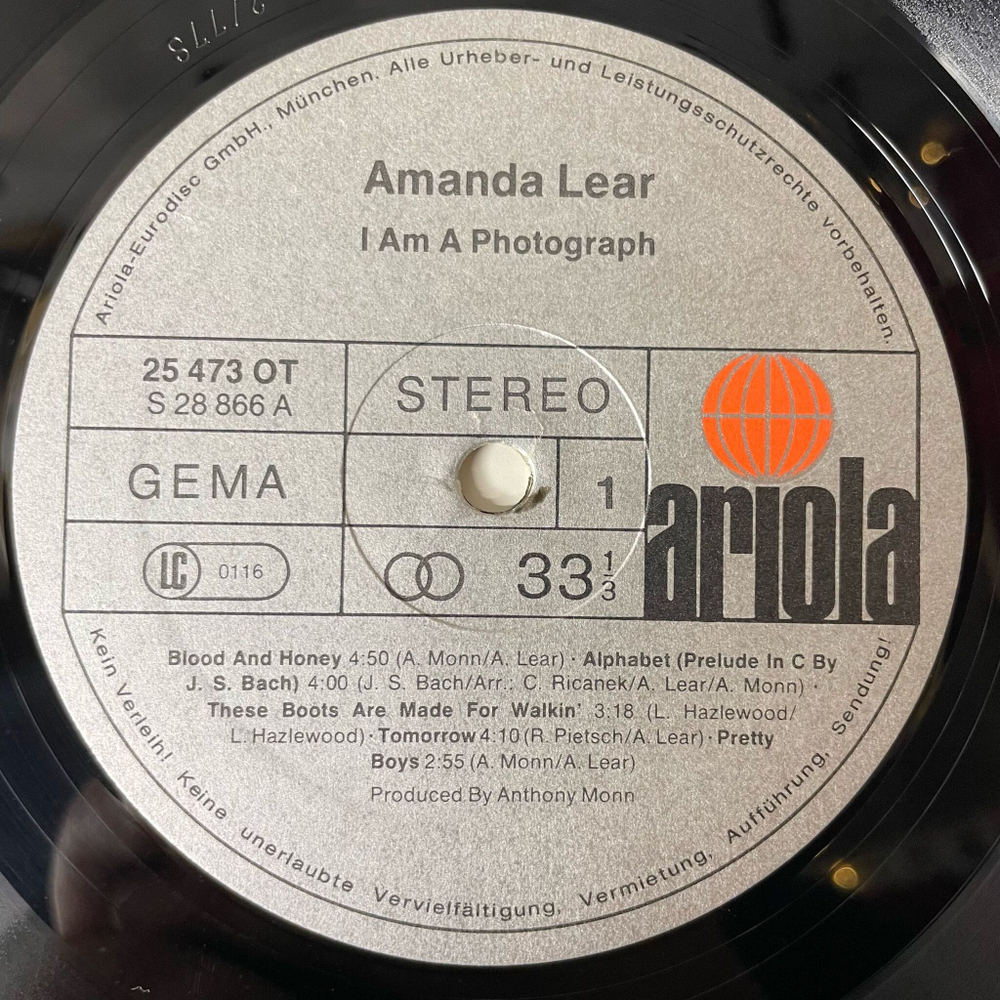 Ariola-Eurodisc GmbH., München. Alle Urheber- und Leistungsschutzrechte vorbehalten.
Amanda Lear
I Am A Photograph
25 473 OT
S 28 866 A
STEREO
GEMA
1
LC 0116
33 1/3
ariola
Blood And Honey 4:50 (A. Monn/A. Lear) · Alphabet (Prelude In C By
J. S. Bach) 4:00 (J. S. Bach/Arr.: C. Ricanek/A. Lear/A. Monn) ·
These Boots Are Made For Walkin' 3:18 (L. Hazlewood/
L. Hazlewood) · Tomorrow 4:10 (R. Pietsch/A. Lear) · Pretty
Boys 2:55 (A. Monn/A. Lear)
Produced By Anthony Monn
Kein Verleih! Keine unerlaubte Vervielfältigung, Vermietung, Aufführung, Sendung!